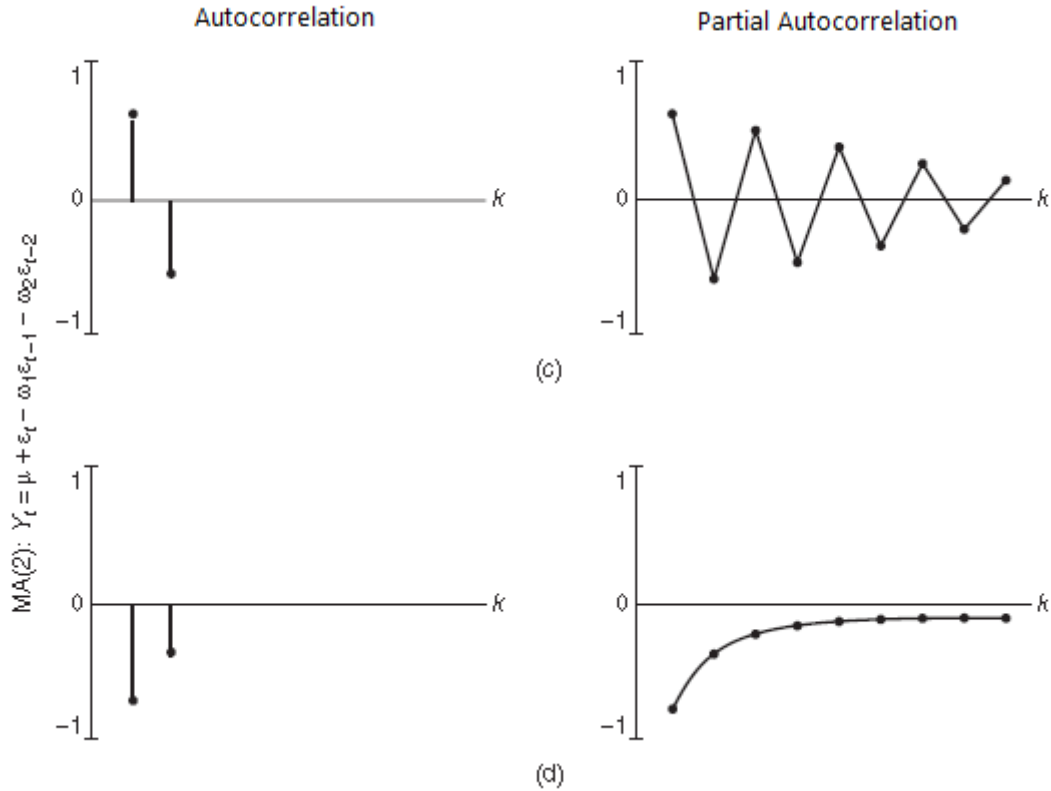 Autocorrelation
Partial Autocorrelation
MA(2): Yₜ = μ + εₜ − ω₁εₜ₋₁ − ω₂εₜ₋₂
1
0
−1
k
1
0
−1
k
(c)
1
0
−1
k
1
0
−1
k
(d)